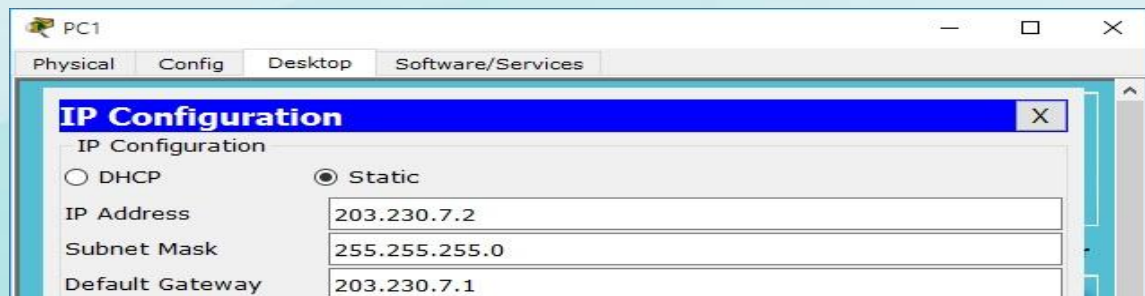 PC1
Physical Config Desktop Software/Services
IP Configuration X
IP Configuration
DHCP Static
IP Address 203.230.7.2
Subnet Mask 255.255.255.0
Default Gateway 203.230.7.1